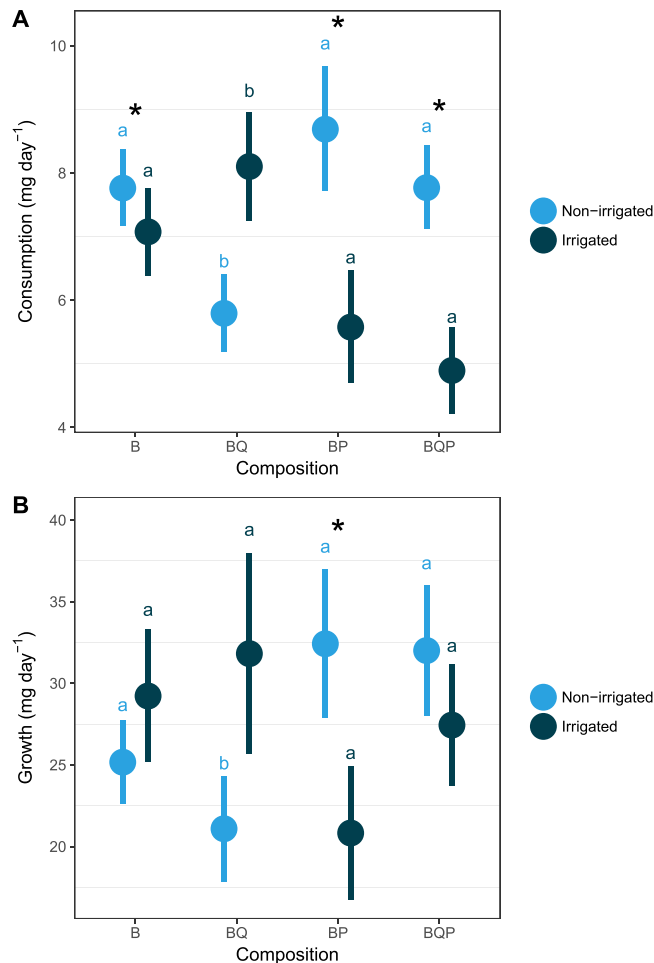 A
*
*
*
a
a
b
b
a
a
a
a
10
8
6
4
Consumption (mg day−1)
B
BQ
BP
BQP
Composition
Non−irrigated
Irrigated
B
*
a
a
a
b
a
a
a
a
40
35
30
25
20
Growth (mg day−1)
B
BQ
BP
BQP
Composition
Non−irrigated
Irrigated